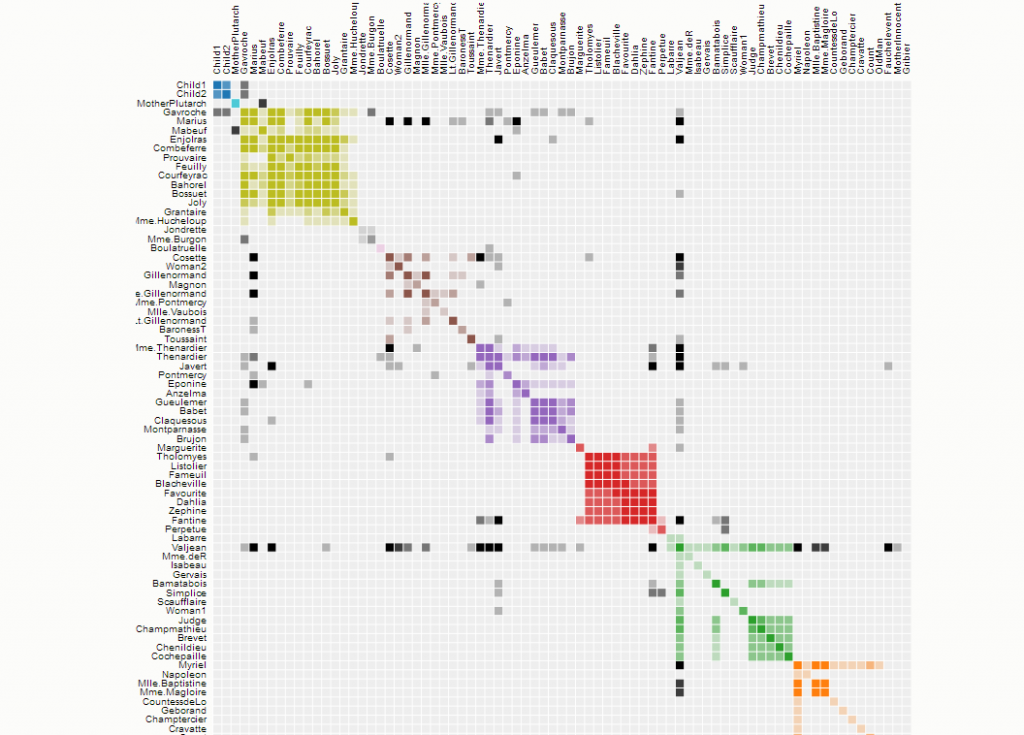 Child1
Child2
MotherPlutarch
Gavroche
Marius
Mabeuf
Enjolras
Combeferre
Prouvaire
Feuilly
Courfeyrac
Bahorel
Bossuet
Joly
Grantaire
Mme.Hucheloup
Jondrette
Mme.Burgon
Boulatruelle
Cosette
Woman2
Gillenormand
Magnon
Mlle.Gillenorma
Mme.Pontmerc
Mlle.Vaubois
Lt.Gillenormand
BaronessT
Toussaint
Mme.Thenardie
Thenardier
Javert
Pontmercy
Eponine
Anzelma
Gueulemer
Babet
Claquesous
Montparnasse
Brujon
Marguerite
Tholomyes
Listolier
Fameuil
Blacheville
Favourite
Dahlia
Zephine
Fantine
Perpetue
Labarre
Valjean
Mme.deR
Isabeau
Gervais
Bamatabois
Simplice
Scaufflaire
Woman1
Judge
Champmathieu
Brevet
Chenildieu
Cochepaille
Myriel
Napoleon
Mlle.Baptistine
Mme.Magloire
CountessdeLo
Geborand
Champtercier
Cravatte
Count
OldMan
Fauchelevent
MotherInnocent
Gribier
Child1
Child2
MotherPlutarch
Gavroche
Marius
Mabeuf
Enjolras
Combeferre
Prouvaire
Feuilly
Courfeyrac
Bahorel
Bossuet
Joly
Grantaire
Mme.Hucheloup
Jondrette
Mme.Burgon
Boulatruelle
Cosette
Woman2
Gillenormand
Magnon
e.Gillenormand
Mme.Pontmercy
Mlle.Vaubois
t.Gillenormand
BaronessT
Toussaint
Mme.Thenardier
Thenardier
Javert
Pontmercy
Eponine
Anzelma
Gueulemer
Babet
Claquesous
Montparnasse
Brujon
Marguerite
Tholomyes
Listolier
Fameuil
Blacheville
Favourite
Dahlia
Zephine
Fantine
Perpetue
Labarre
Valjean
Mme.deR
Isabeau
Gervais
Bamatabois
Simplice
Scaufflaire
Woman1
Judge
Champmathieu
Brevet
Chenildieu
Cochepaille
Myriel
Napoleon
Mlle.Baptistine
Mme.Magloire
CountessdeLo
Geborand
Champtercier
Cravatte